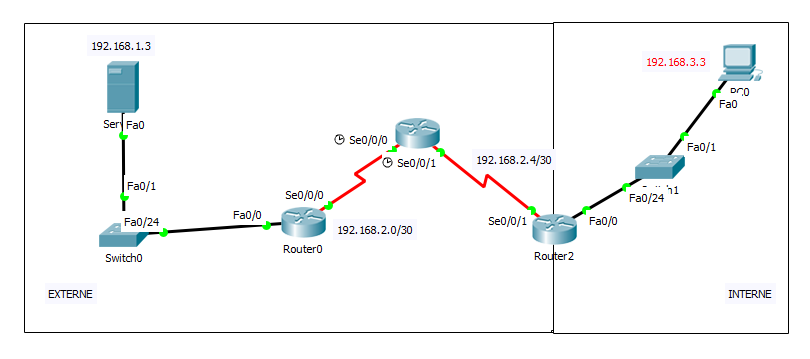 192.168.1.3
192.168.3.3
Fa0
Fa0
Se0/0/0
Se0/0/1
Fa0/1
192.168.2.4/30
Fa0/1
Se0/0/0
Fa0/24
Fa0/24
Fa0/0
Se0/0/1
Fa0/0
192.168.2.0/30
Router0
Router2
Switch0
EXTERNE
INTERNE